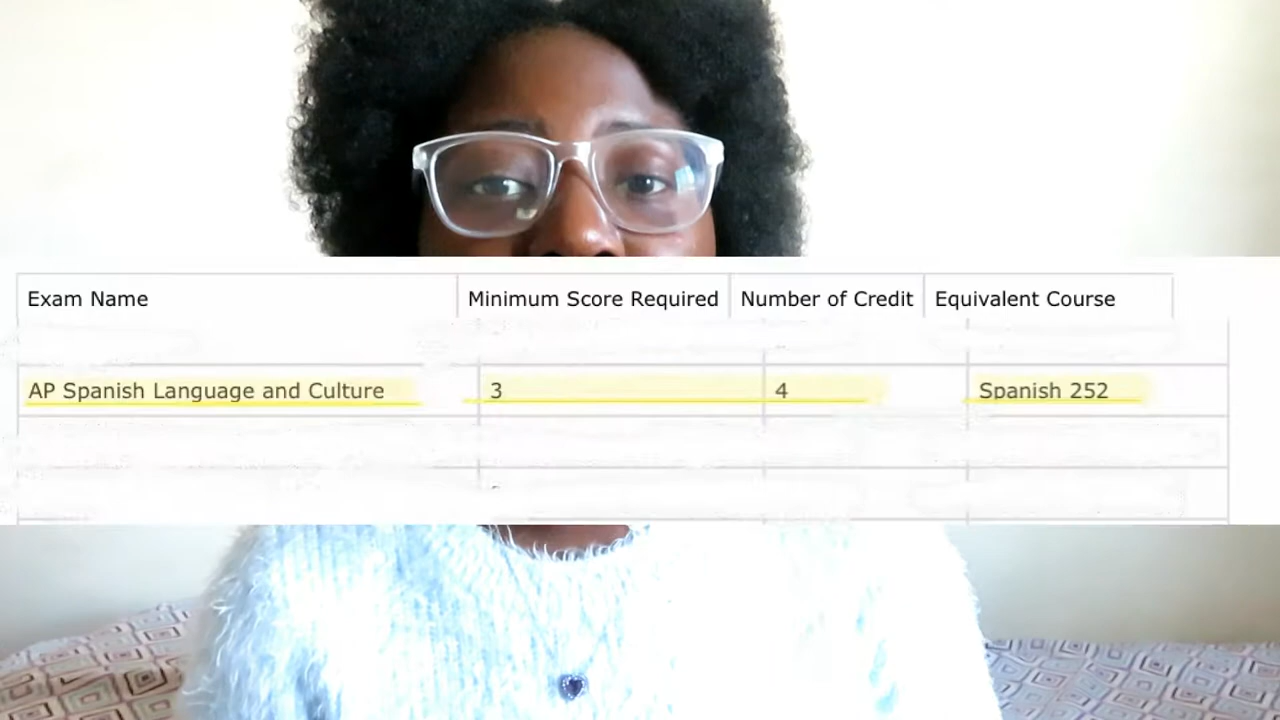 Exam Name Minimum Score Required Number of Credit Equivalent Course
AP Spanish Language and Culture 3 4 Spanish 252